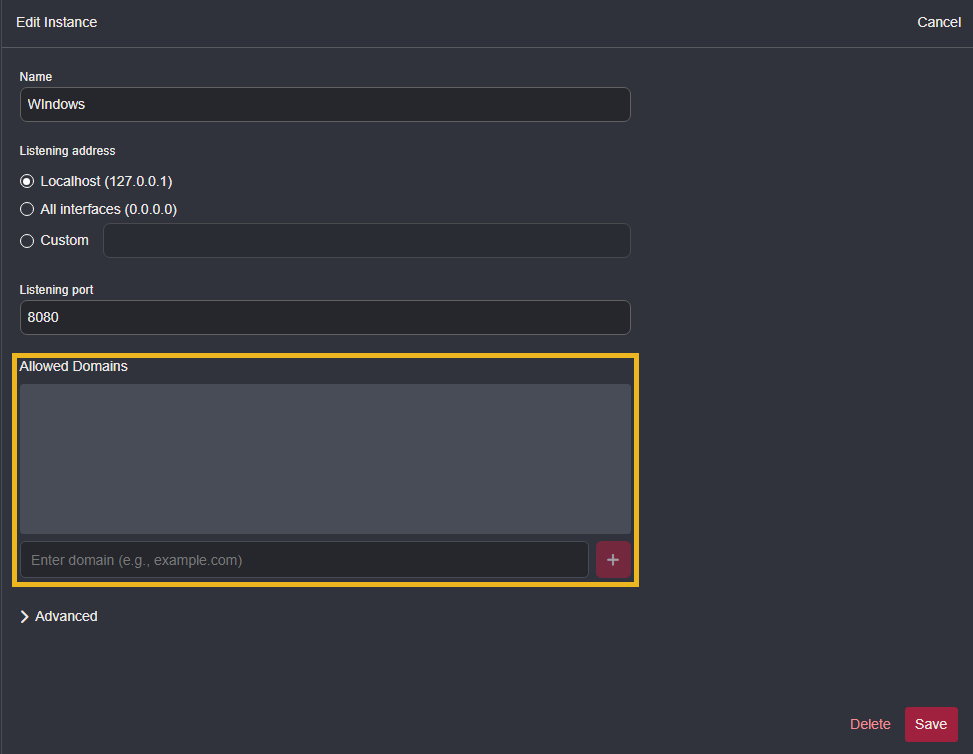 Edit Instance
Cancel
Name
WIndows
Listening address
Localhost (127.0.0.1)
All interfaces (0.0.0.0)
Custom
Listening port
8080
Allowed Domains
Enter domain (e.g., example.com)
+
Advanced
Delete
Save